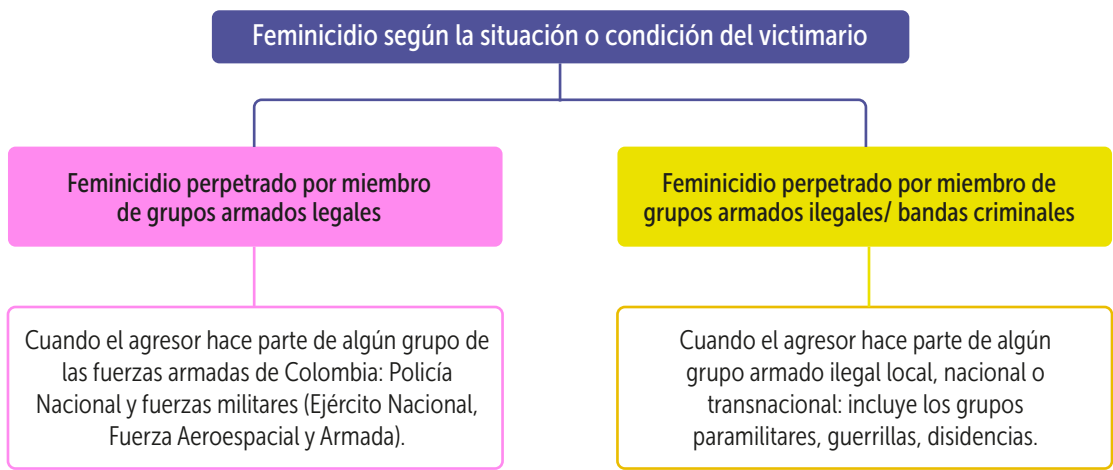 Feminicidio según la situación o condición del victimario
Feminicidio perpetrado por miembro
de grupos armados legales
Cuando el agresor hace parte de algún grupo de
las fuerzas armadas de Colombia: Policía
Nacional y fuerzas militares (Ejército Nacional,
Fuerza Aeroespacial y Armada).
Feminicidio perpetrado por miembro de
grupos armados ilegales/ bandas criminales
Cuando el agresor hace parte de algún
grupo armado ilegal local, nacional o
transnacional: incluye los grupos
paramilitares, guerrillas, disidencias.